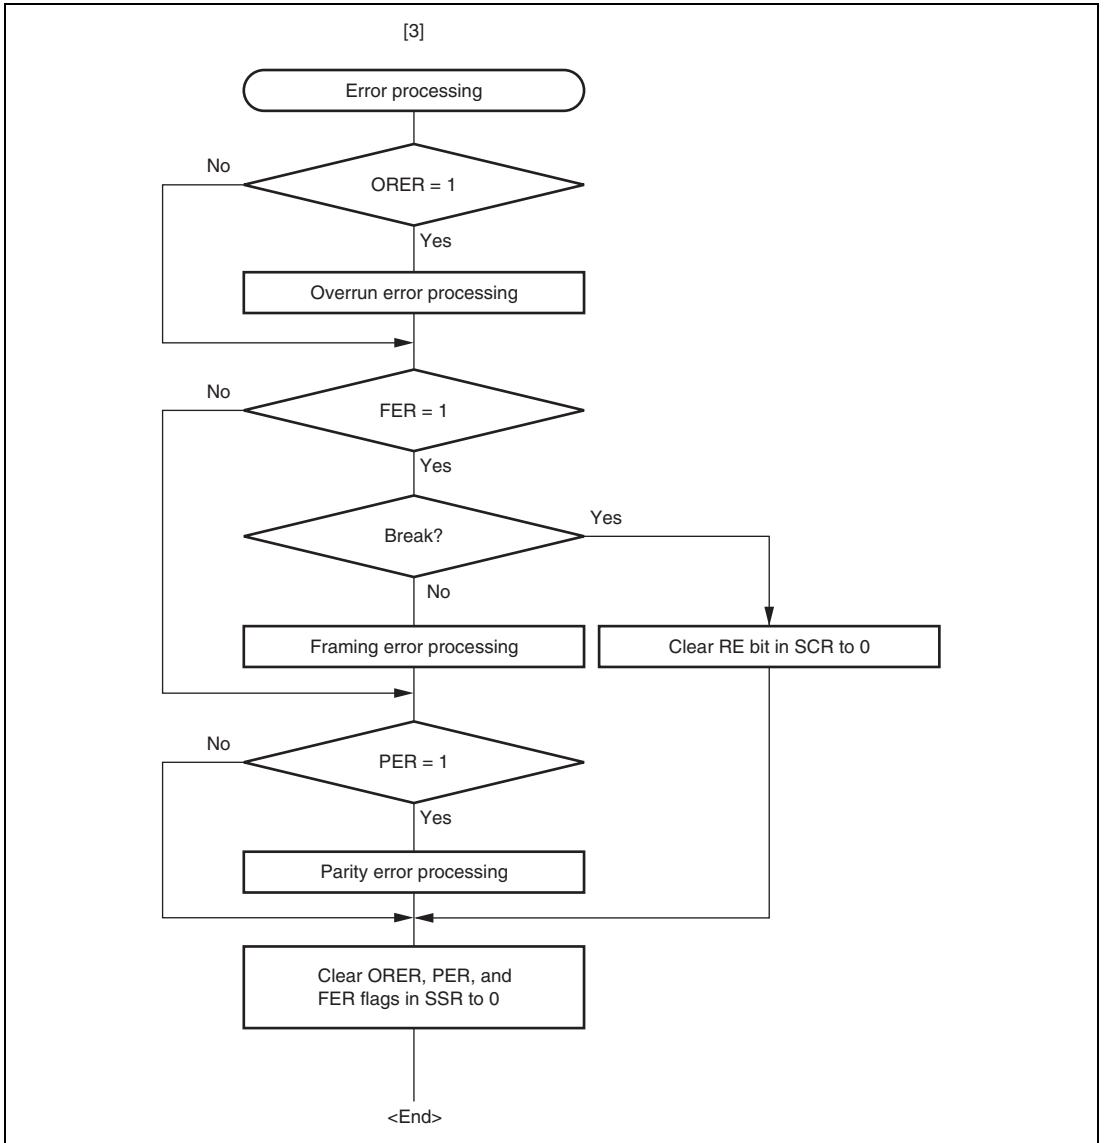 [3]
Error processing
No
ORER = 1
Yes
Overrun error processing
No
FER = 1
Yes
Break?
Yes
No
Framing error processing
Clear RE bit in SCR to 0
No
PER = 1
Yes
Parity error processing
Clear ORER, PER, and
FER flags in SSR to 0
<End>